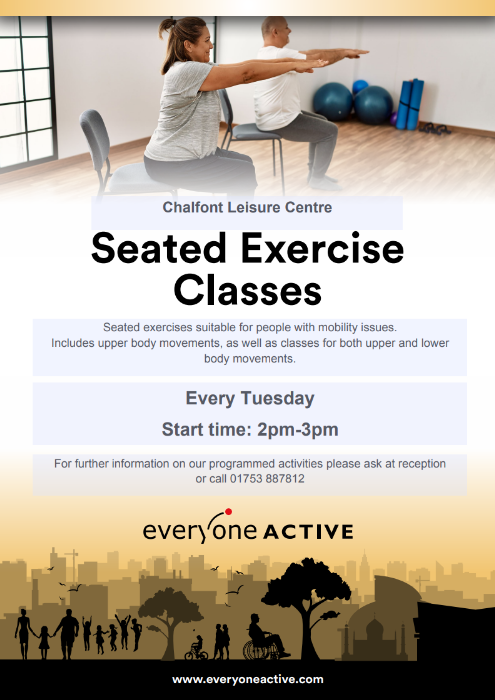 Chalfont Leisure Centre
Seated Exercise
Classes
Seated exercises suitable for people with mobility issues.
Includes upper body movements, as well as classes for both upper and lower
body movements.
Every Tuesday
Start time: 2pm-3pm
For further information on our programmed activities please ask at reception
or call 01753 887812
everyone ACTIVE
www.everyoneactive.com